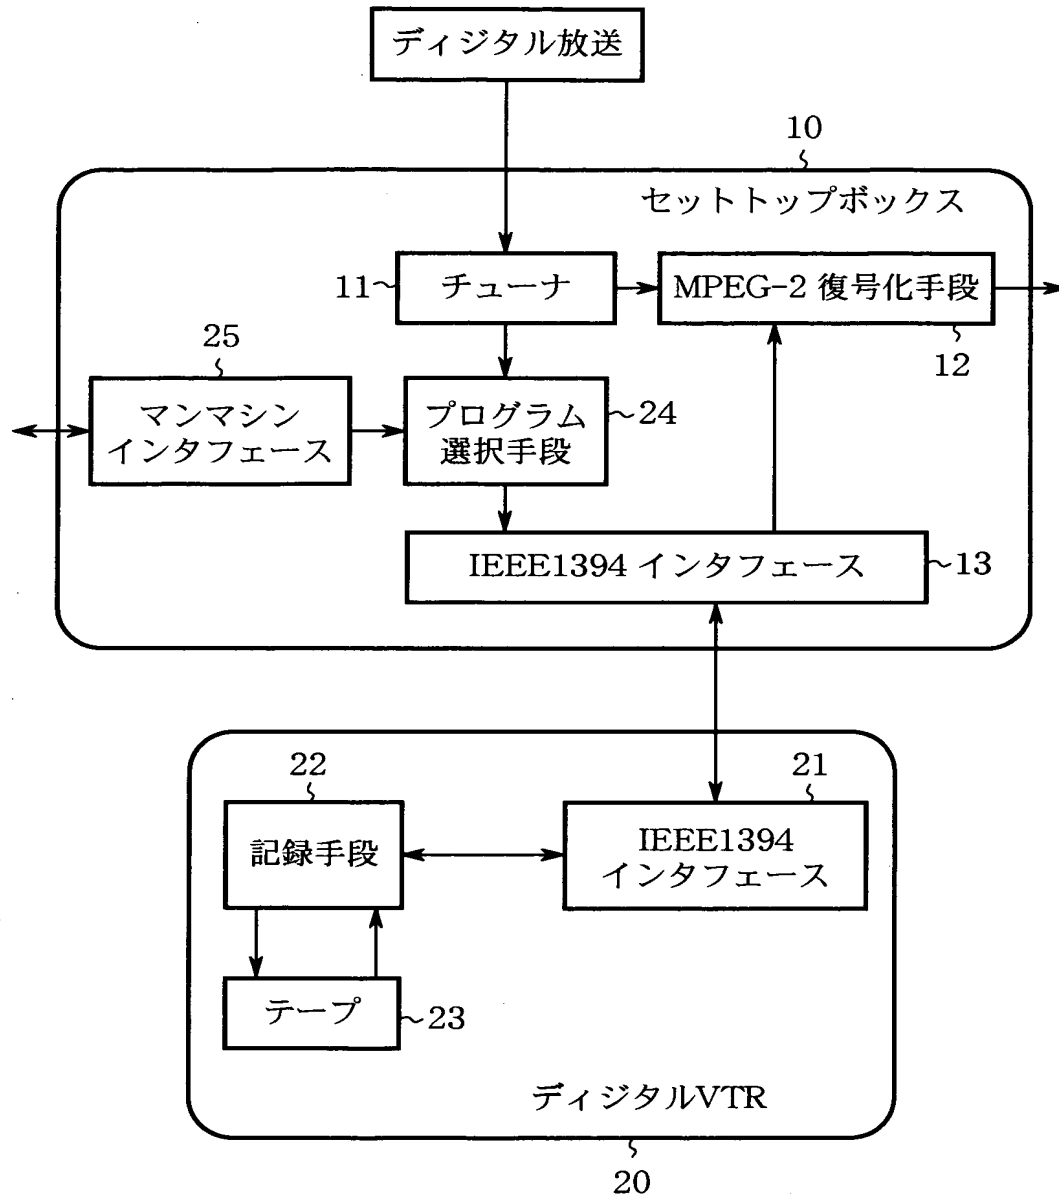 ディジタル放送
10
セットトップボックス
11
チューナ
MPEG-2 復号化手段
12
25
マンマシン
インタフェース
プログラム
選択手段
24
IEEE1394 インタフェース
13
22
21
記録手段
IEEE1394
インタフェース
テープ
23
ディジタルVTR
20